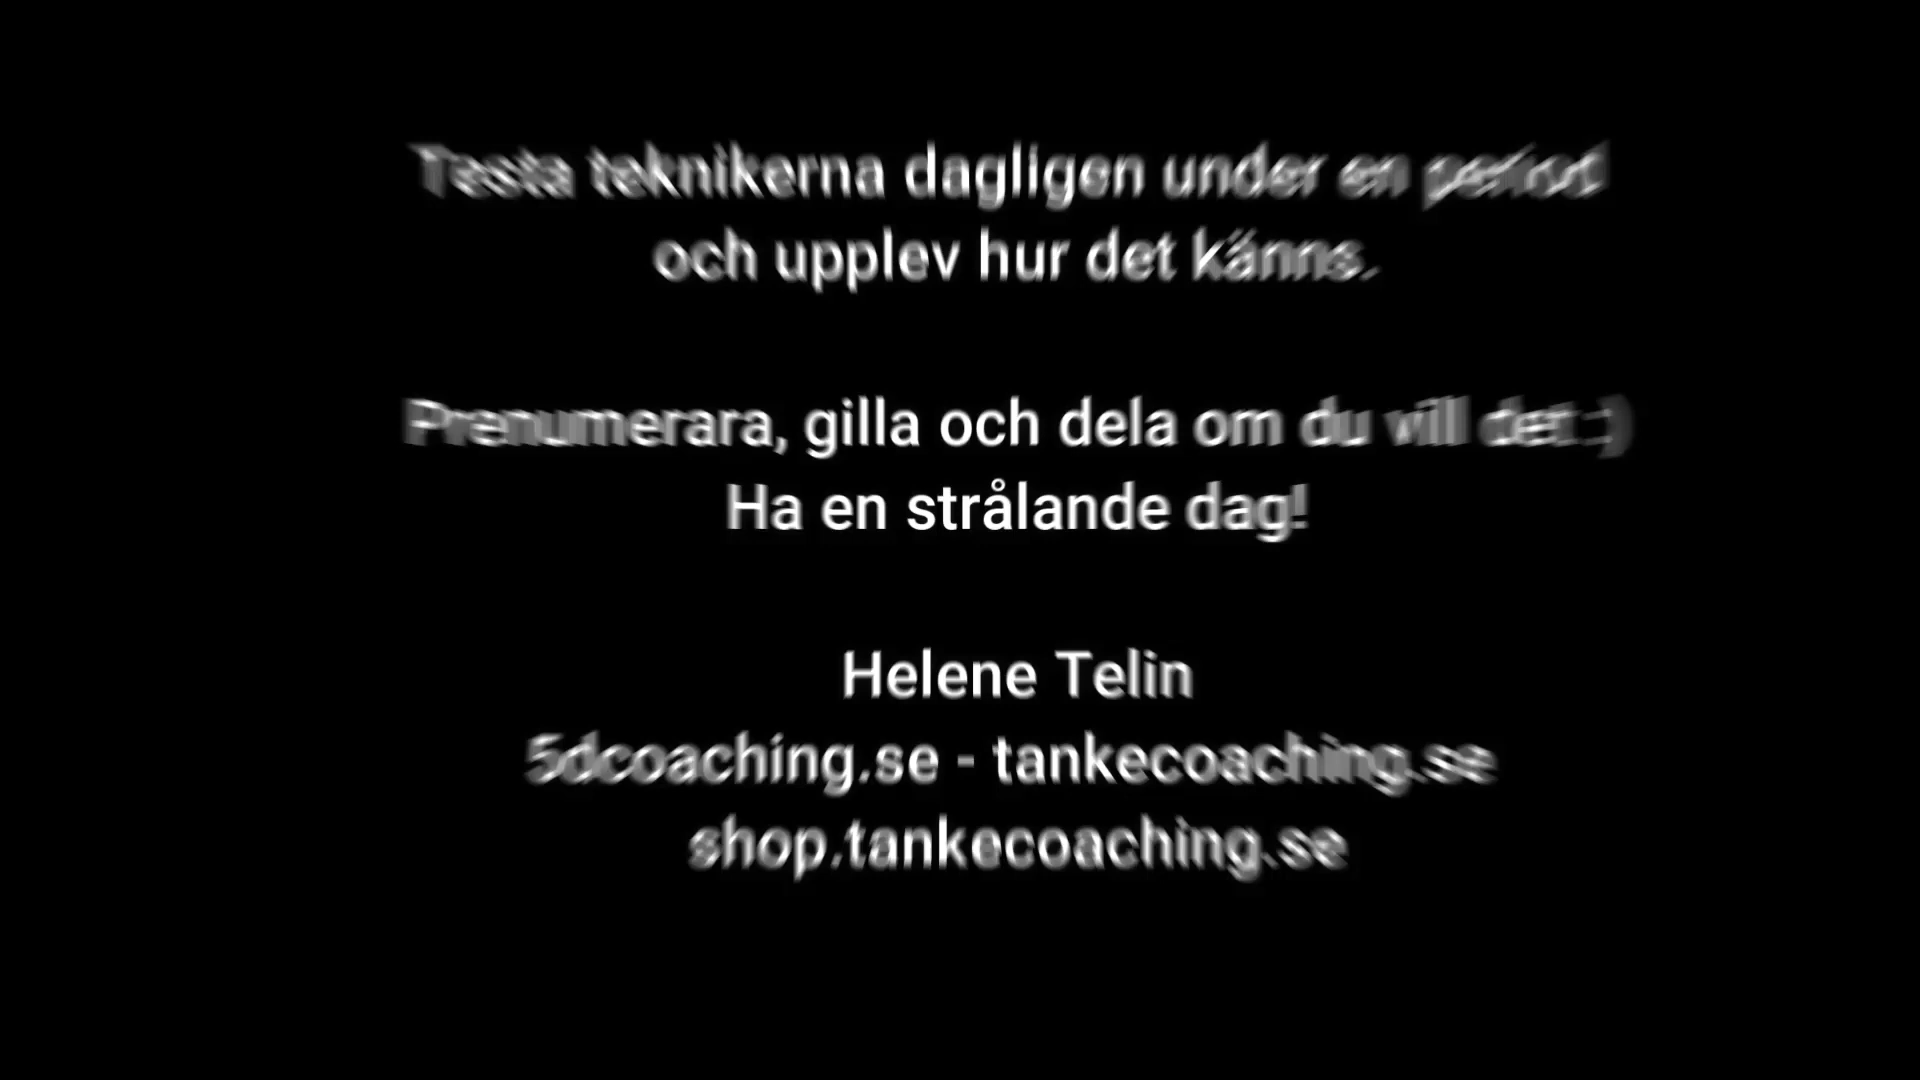 Testa teknikerna dagligen under en period
och upplev hur det känns.
Prenumerara, gilla och dela om du vill det :)
Ha en strålande dag!
Helene Telin
5dcoaching.se - tankecoaching.se
shop.tankecoaching.se